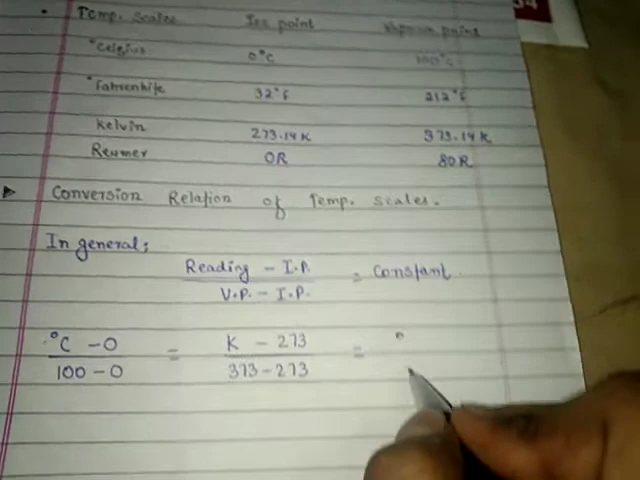 • Temp. Scales Ice point Vapour point
°Celsius 0°C 100°C
°Fahrenhite 32°F 212°F
Kelvin 273.14 K 373.14 K
Reumer 0R 80R
Conversion Relation of Temp. Scales.
In general;
Reading - I.P. = Constant
V.P. - I.P.
°C - 0 = K - 273 = °
100 - 0 373 - 273